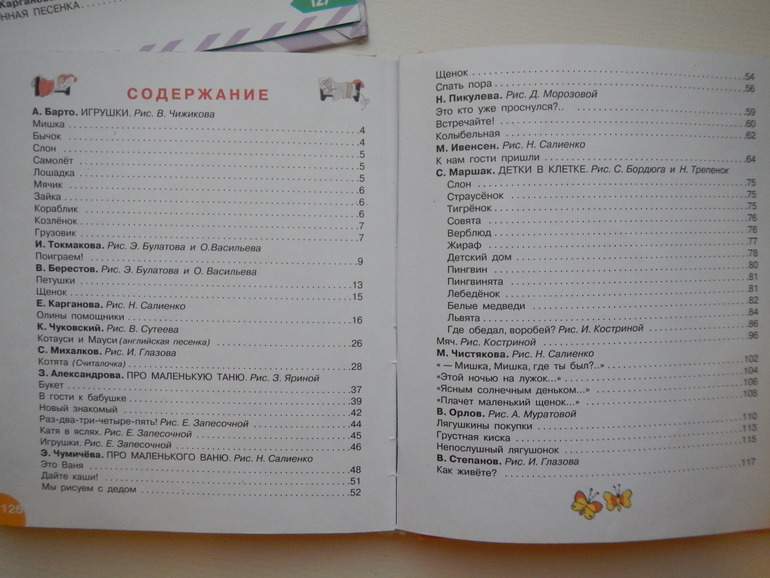 ННАЯ ПЕСЕНКА
127
СОДЕРЖАНИЕ
А. Барто. ИГРУШКИ. Рис. В. Чижикова
Мишка 4
Бычок 4
Слон 5
Самолёт 5
Лошадка 5
Мячик 6
Зайка 6
Кораблик 6
Козлёнок 7
Грузовик 7
И. Токмакова. Рис. Э. Булатова и О.Васильева
Поиграем! 9
В. Берестов. Рис. Э. Булатова и О.Васильева
Петушки 13
Щенок 15
Е. Карганова. Рис. Н. Салиенко
Олины помощники 16
К. Чуковский. Рис. В. Сутеева
Котауси и Мауси (английская песенка) 26
С. Михалков. Рис. И. Глазова
Котята (Считалочка) 28
З. Александрова. ПРО МАЛЕНЬКУЮ ТАНЮ. Рис. З. Яриной
Букет 37
В гости к бабушке 39
Новый знакомый 42
Раз-два-три-четыре-пять! Рис. Е. Запесочной 44
Катя в яслях. Рис. Е. Запесочной 45
Игрушки. Рис. Е. Запесочной 46
Э. Чумичёва. ПРО МАЛЕНЬКОГО ВАНЮ. Рис. Н. Салиенко
Это Ваня 48
Дайте каши! 51
Мы рисуем с дедом 52
126
Щенок 54
Спать пора 56
Н. Пикулева. Рис. Д. Морозовой
Это кто уже проснулся?.. 59
Встречайте! 60
Колыбельная 62
М. Ивенсен. Рис. Н. Салиенко
К нам гости пришли 64
С. Маршак. ДЕТКИ В КЛЕТКЕ. Рис. С. Бордюга и Н. Трепенок
Слон 75
Страусёнок 75
Тигрёнок 75
Совята 76
Верблюд 76
Жираф 77
Детский дом 78
Пингвин 80
Пингвинята 81
Лебедёнок 81
Белые медведи 82
Львята 84
Где обедал, воробей? Рис. И. Костриной 86
Мяч. Рис. Костриной 96
М. Чистякова. Рис. Н. Салиенко
« — Мишка, Мишка, где ты был?..» 102
"Этой ночью на лужок..." 104
"Ясным солнечным деньком..." 106
"Плачет маленький щенок..." 108
В. Орлов. Рис. А. Муратовой
Лягушкины покупки 110
Грустная киска 113
Непослушный лягушонок 115
В. Степанов. Рис. И. Глазова
Как живёте? 117